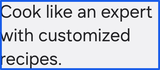 Cook like an expert
with customized
recipes.